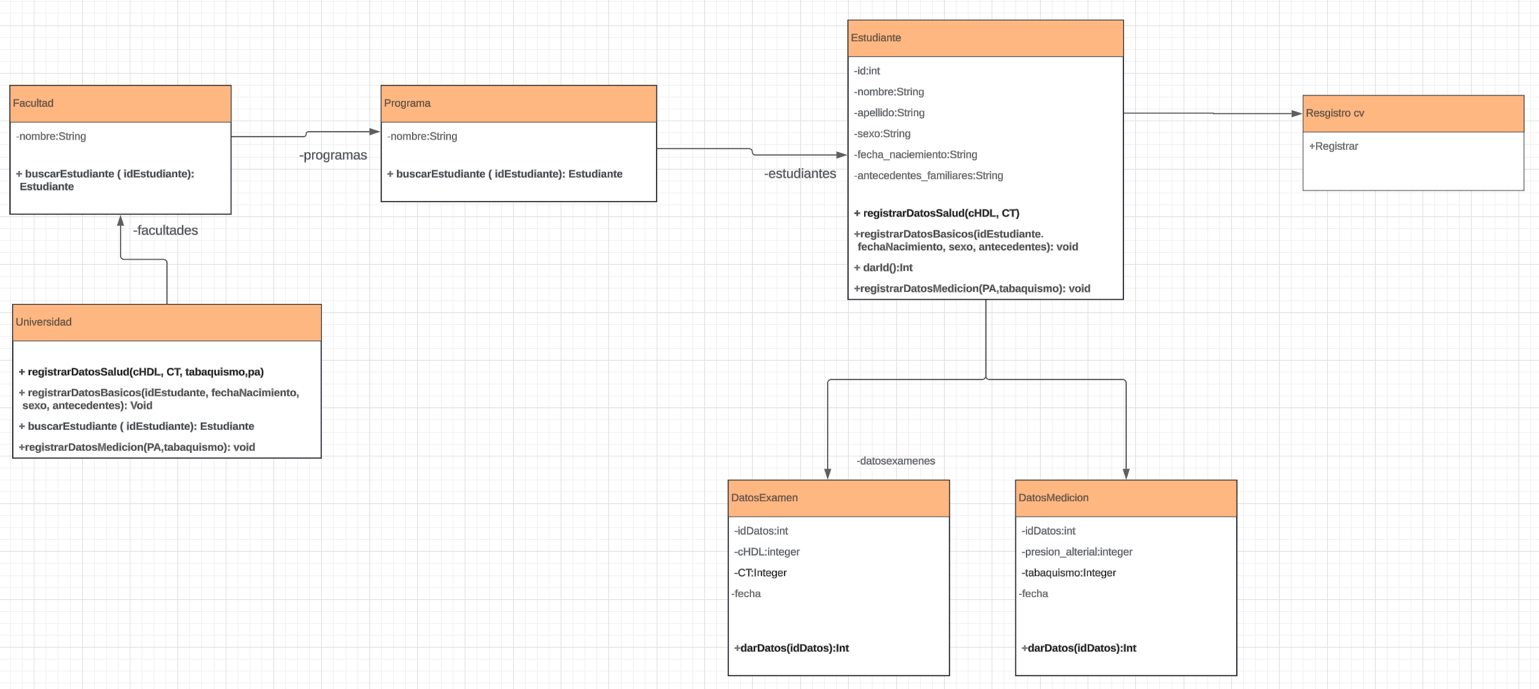 Facultad
-nombre:String
+ buscarEstudiante ( idEstudiante):
Estudiante
-programas
Programa
-nombre:String
+ buscarEstudiante ( idEstudiante): Estudiante
-estudiantes
Estudiante
-id:int
-nombre:String
-apellido:String
-sexo:String
-fecha_naciemiento:String
-antecedentes_familiares:String
+ registrarDatosSalud(cHDL, CT)
+registrarDatosBasicos(idEstudiante.
fechaNacimiento, sexo, antecedentes): void
+ darId():Int
+registrarDatosMedicion(PA,tabaquismo): void
Resgistro cv
+Registrar
-facultades
Universidad
+ registrarDatosSalud(cHDL, CT, tabaquismo,pa)
+ registrarDatosBasicos(idEstudante, fechaNacimiento,
sexo, antecedentes): Void
+ buscarEstudiante ( idEstudiante): Estudiante
+registrarDatosMedicion(PA,tabaquismo): void
-datosexamenes
DatosExamen
-idDatos:int
-cHDL:integer
-CT:Integer
-fecha
+darDatos(idDatos):Int
DatosMedicion
-idDatos:int
-presion_alterial:integer
-tabaquismo:Integer
-fecha
+darDatos(idDatos):Int